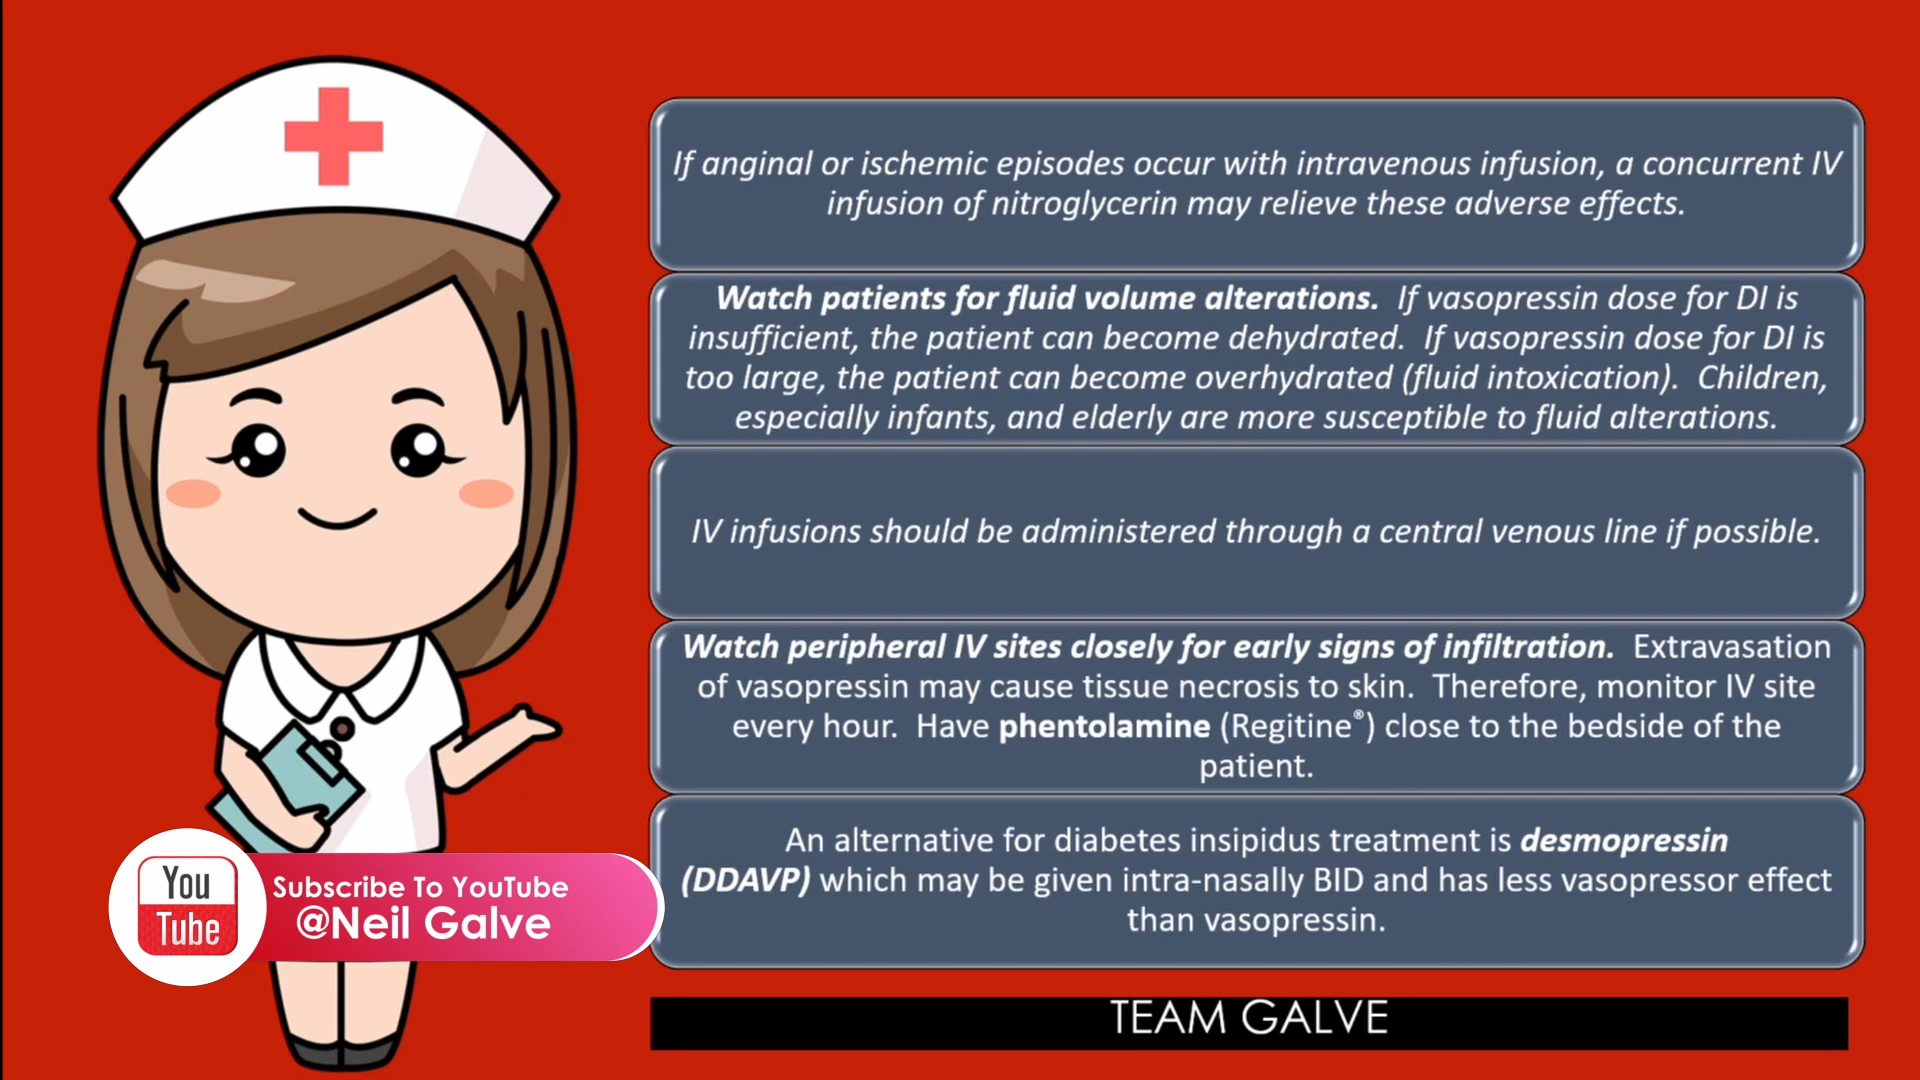 If anginal or ischemic episodes occur with intravenous infusion, a concurrent IV
infusion of nitroglycerin may relieve these adverse effects.
Watch patients for fluid volume alterations. If vasopressin dose for DI is
insufficient, the patient can become dehydrated. If vasopressin dose for DI is
too large, the patient can become overhydrated (fluid intoxication). Children,
especially infants, and elderly are more susceptible to fluid alterations.
IV infusions should be administered through a central venous line if possible.
Watch peripheral IV sites closely for early signs of infiltration. Extravasation
of vasopressin may cause tissue necrosis to skin. Therefore, monitor IV site
every hour. Have phentolamine (Regitine®) close to the bedside of the
patient.
An alternative for diabetes insipidus treatment is desmopressin
(DDAVP) which may be given intra-nasally BID and has less vasopressor effect
than vasopressin.
You
Tube
Subscribe To YouTube
@Neil Galve
TEAM GALVE